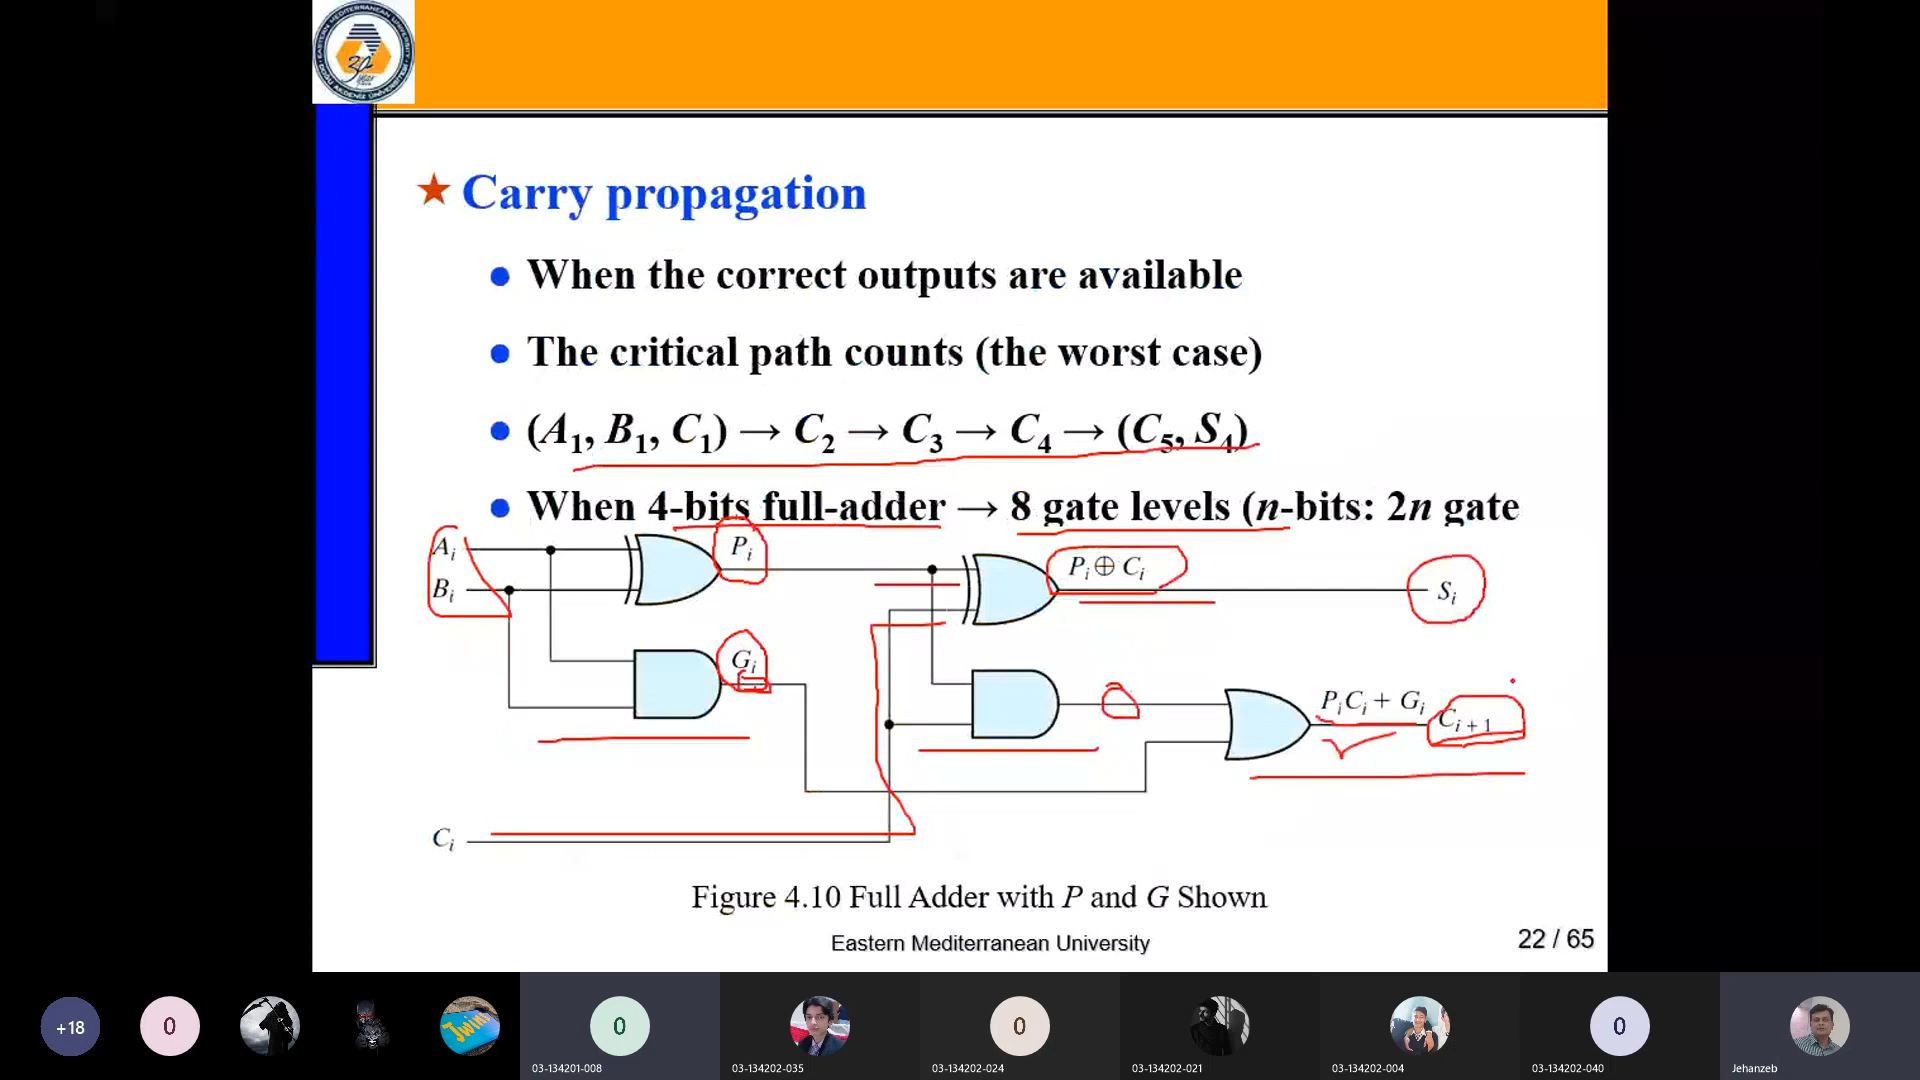 Carry propagation
When the correct outputs are available
The critical path counts (the worst case)
(A₁, B₁, C₁) → C₂ → C₃ → C₄ → (C₅, S₄)
When 4-bits full-adder → 8 gate levels (n-bits: 2n gate
Aᵢ
Pᵢ
Pᵢ⊕ Cᵢ
Bᵢ
Sᵢ
Gᵢ
PᵢCᵢ + Gᵢ
Cᵢ₊₁
Cᵢ
Figure 4.10 Full Adder with P and G Shown
Eastern Mediterranean University
22 / 65
+18
0
Twins
0
0
0
03-134201-008
03-134202-035
03-134202-024
03-134202-021
03-134202-004
03-134202-040
Jehanzeb